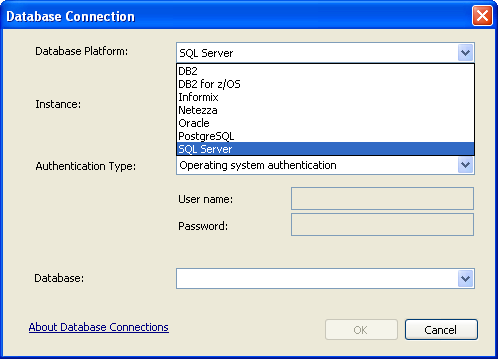 Database Connection
Database Platform:
SQL Server
DB2
DB2 for z/OS
Informix
Netezza
Oracle
PostgreSQL
SQL Server
Instance:
Authentication Type:
Operating system authentication
User name:
Password:
Database:
About Database Connections
OK
Cancel